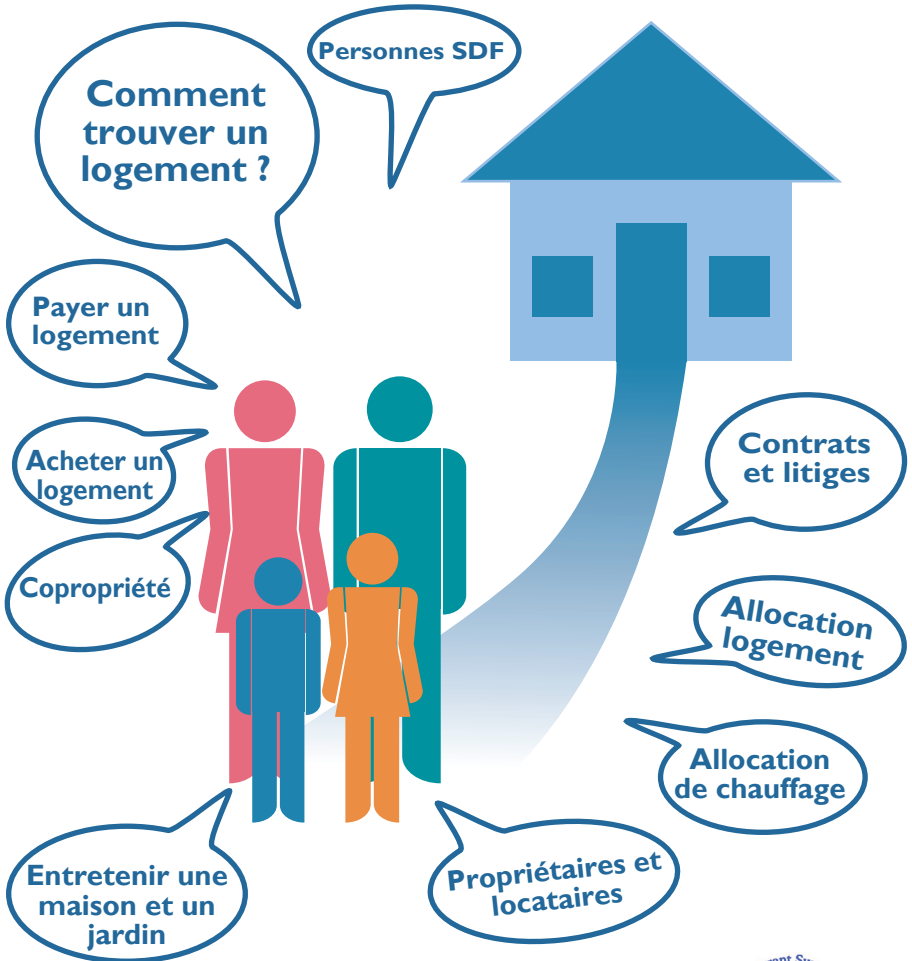 Personnes SDF
Comment
trouver un
logement ?
Payer un
logement
Acheter un
logement
Copropriété
Contrats
et litiges
Allocation
logement
Allocation
de chauffage
Entretenir une
maison et un
jardin
Propriétaires et
locataires